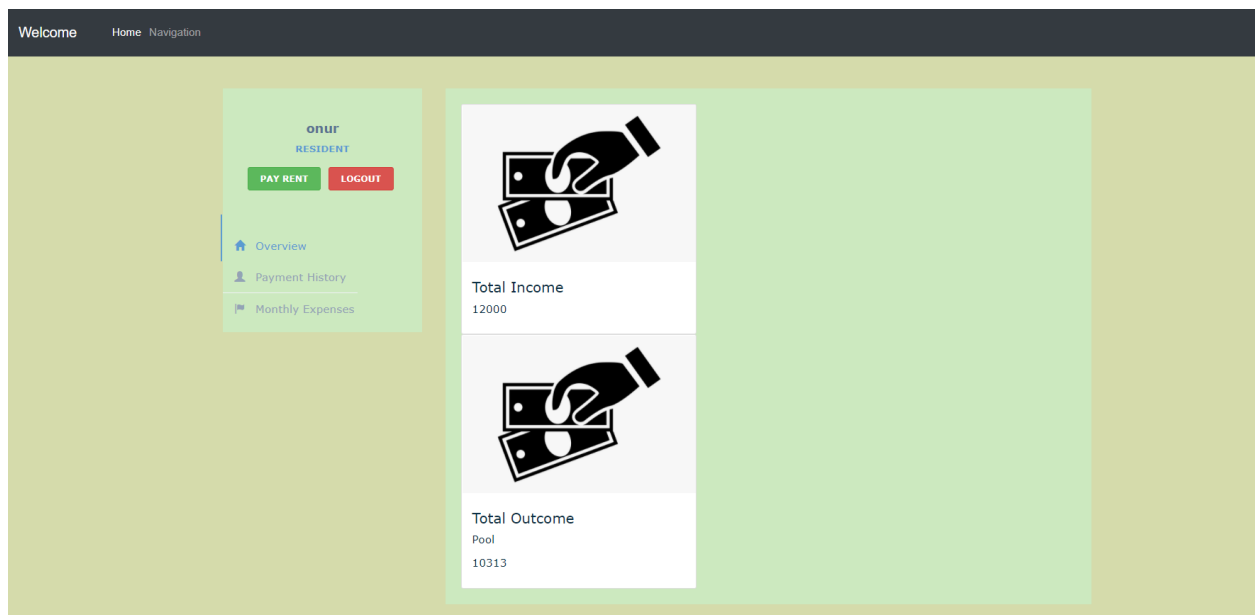 Welcome Home Navigation
onur
RESIDENT
PAY RENT LOGOUT
Overview
Payment History
Monthly Expenses
Total Income
12000
Total Outcome
Pool
10313